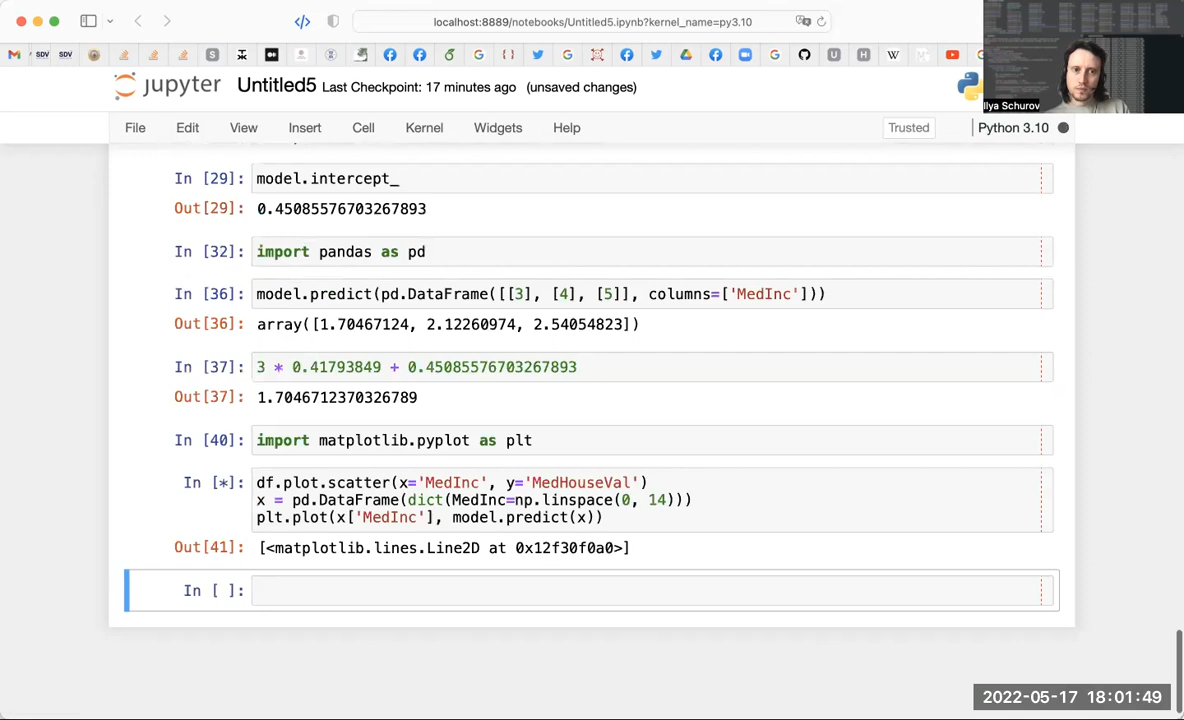 localhost:8889/notebooks/Untitled5.ipynb?kernel_name=py3.10
jupyter Untitled5 Last Checkpoint: 17 minutes ago (unsaved changes)
Ilya Schurov
File Edit View Insert Cell Kernel Widgets Help Trusted Python 3.10
In [29]: model.intercept_
Out[29]: 0.45085576703267893
In [32]: import pandas as pd
In [36]: model.predict(pd.DataFrame([[3], [4], [5]], columns=['MedInc']))
Out[36]: array([1.70467124, 2.12260974, 2.54054823])
In [37]: 3 * 0.41793849 + 0.45085576703267893
Out[37]: 1.7046712370326789
In [40]: import matplotlib.pyplot as plt
In [*]: df.plot.scatter(x='MedInc', y='MedHouseVal')
x = pd.DataFrame(dict(MedInc=np.linspace(0, 14)))
plt.plot(x['MedInc'], model.predict(x))
Out[41]: [<matplotlib.lines.Line2D at 0x12f30f0a0>]
In [ ]:
2022-05-17 18:01:49